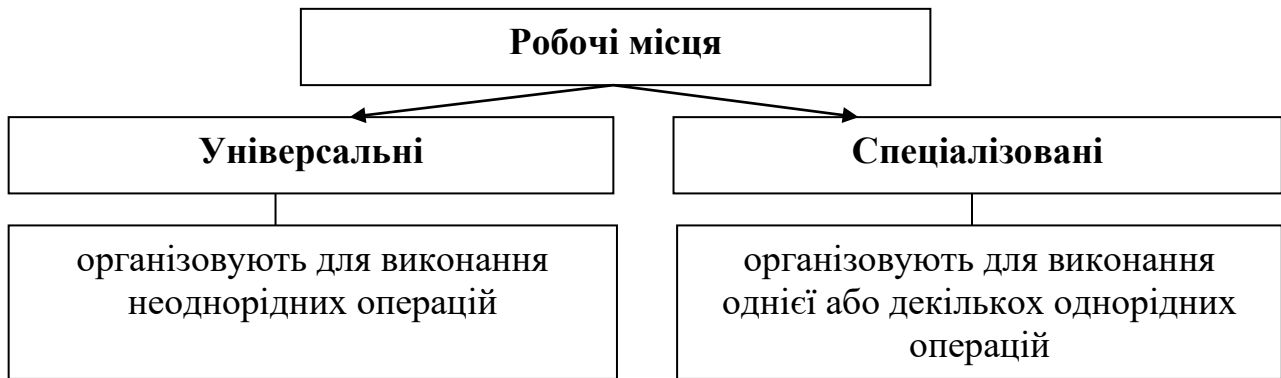 Робочі місця
Універсальні
Спеціалізовані
організовують для виконання
неоднорідних операцій
організовують для виконання
однієї або декількох однорідних
операцій